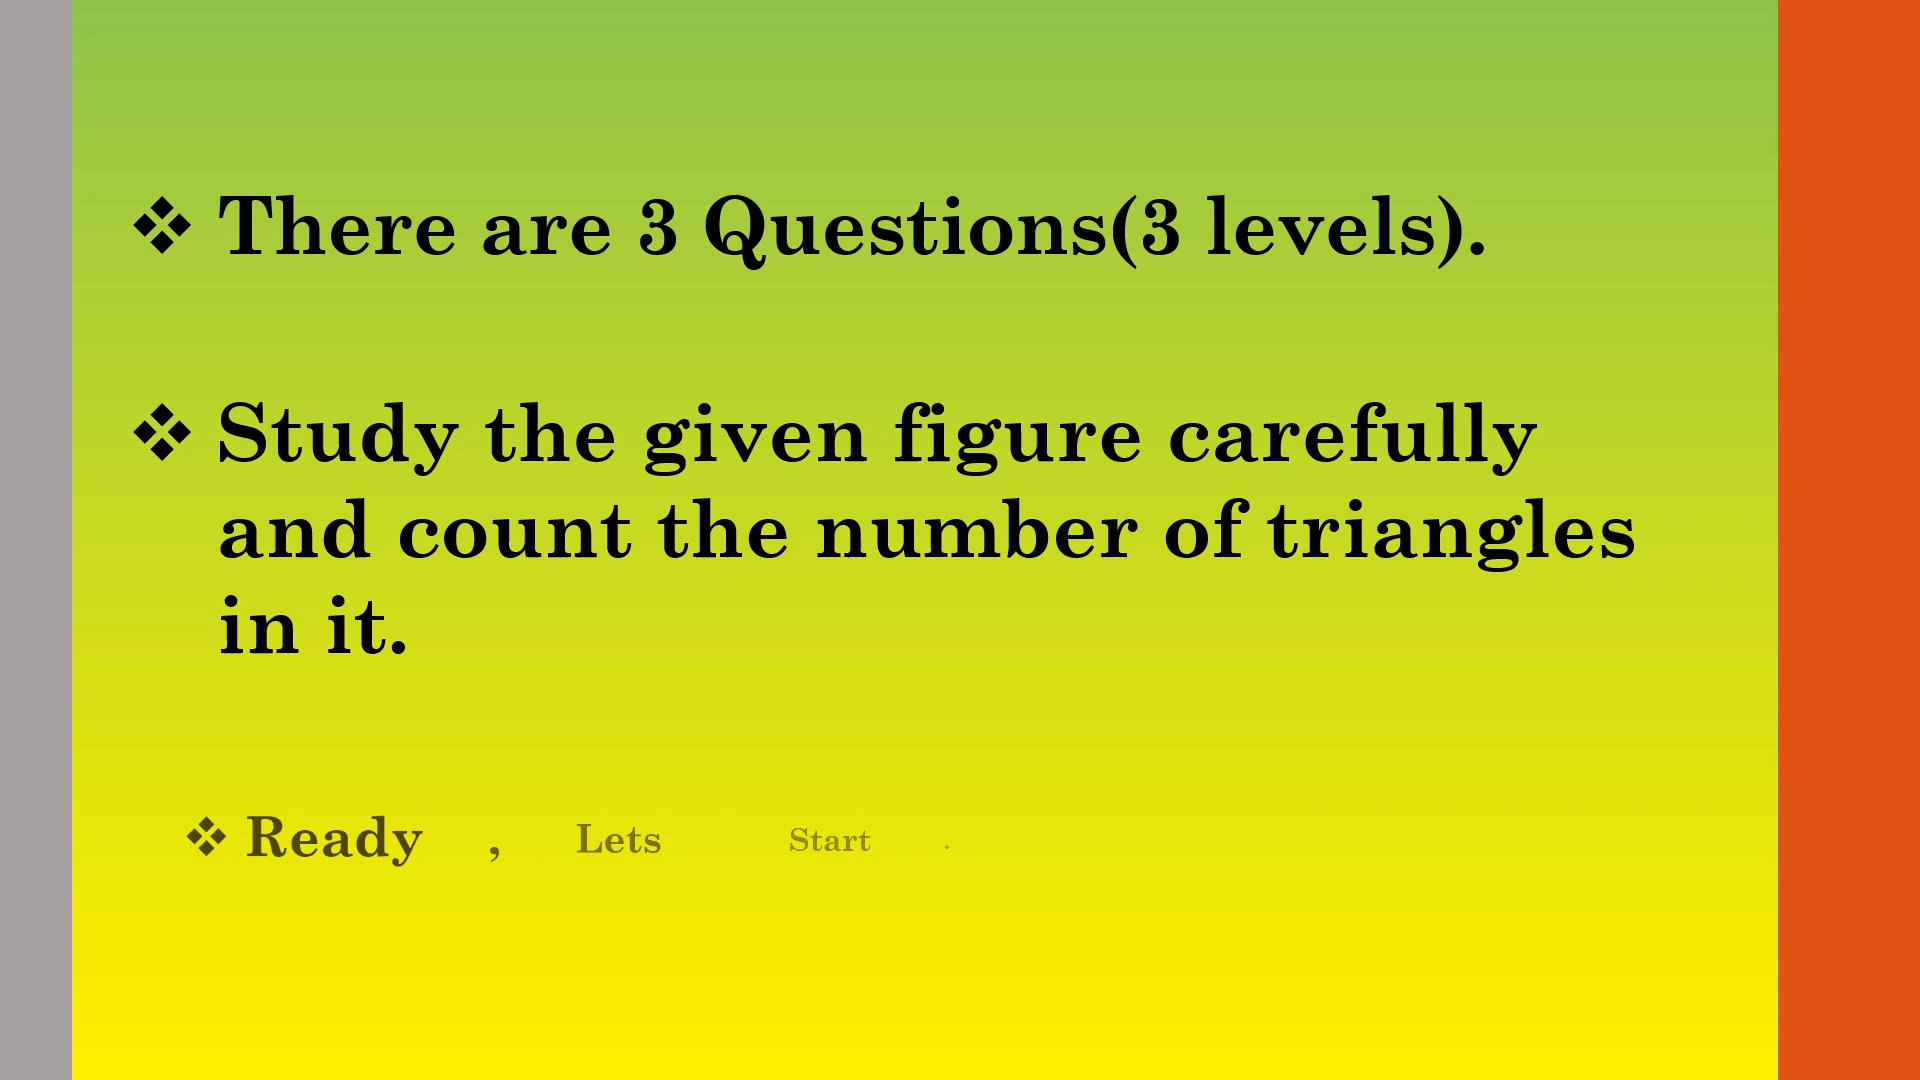 ❖ There are 3 Questions(3 levels).
❖ Study the given figure carefully
and count the number of triangles
in it.
❖ Ready , Lets Start .